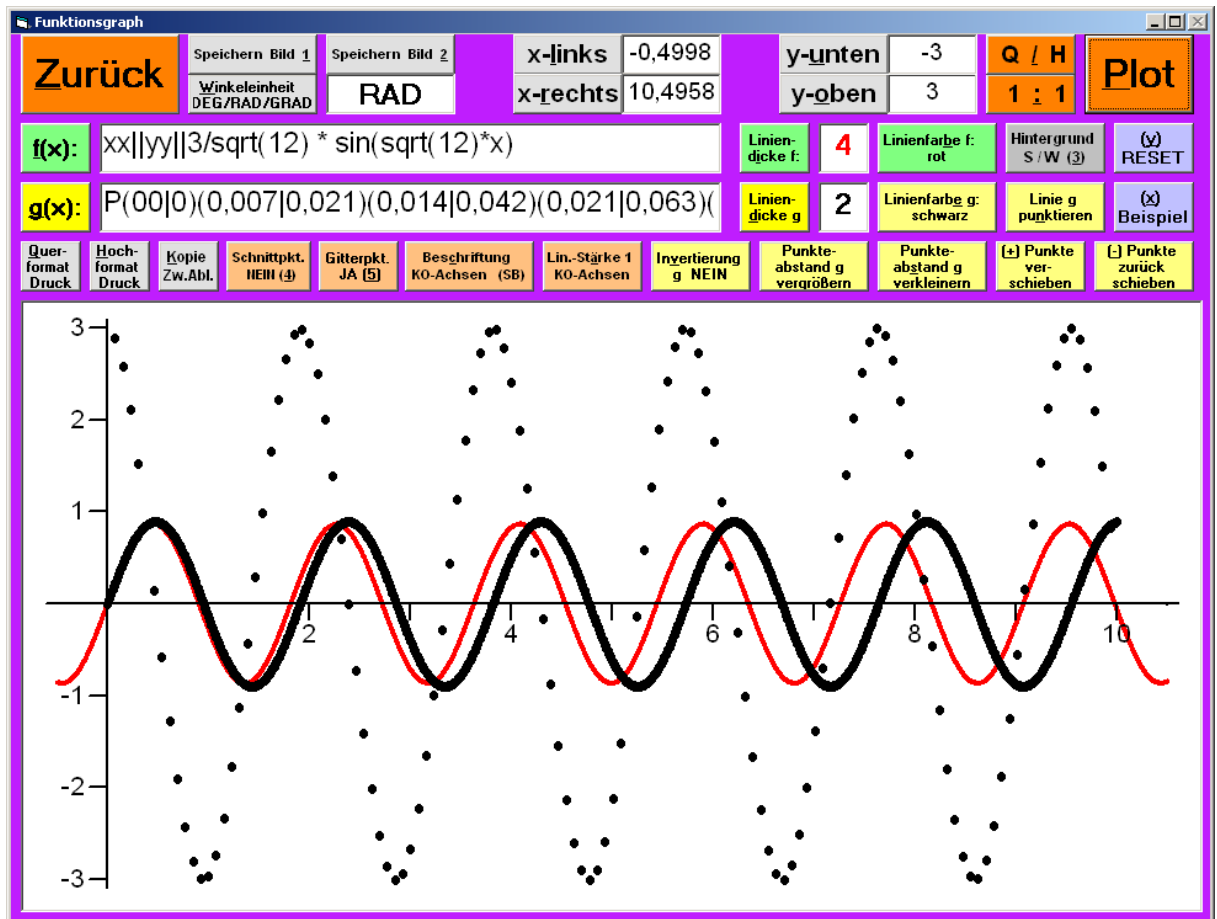 Funktionsgraph
Zurück
Speichern Bild 1
Speichern Bild 2
Winkeleinheit
DEG/RAD/GRAD
RAD
x-links
-0,4998
x-rechts
10,4958
y-unten
-3
y-oben
3
Q / H
1 : 1
Plot
f(x):
xx||yy||3/sqrt(12) * sin(sqrt(12)*x)
Linien-
dicke f:
4
Linienfarbe f:
rot
Hintergrund
S / W (3)
(v)
RESET
g(x):
P(00|0)(0,007|0,021)(0,014|0,042)(0,021|0,063)(
Linien-
dicke g
2
Linienfarbe g:
schwarz
Linie g
punktieren
(x)
Beispiel
Quer-
format
Druck
Hoch-
format
Druck
Kopie
Zw.Abl.
Schnittpkt.
NEIN (4)
Gitterpkt.
JA (5)
Beschriftung
KO-Achsen (SB)
Lin.-Stärke 1
KO-Achsen
Invertierung
g NEIN
Punkte-
abstand g
vergrößern
Punkte-
abstand g
verkleinern
(+) Punkte
ver-
schieben
(-) Punkte
zurück
schieben
3
2
1
2
4
6
8
10
-1
-2
-3